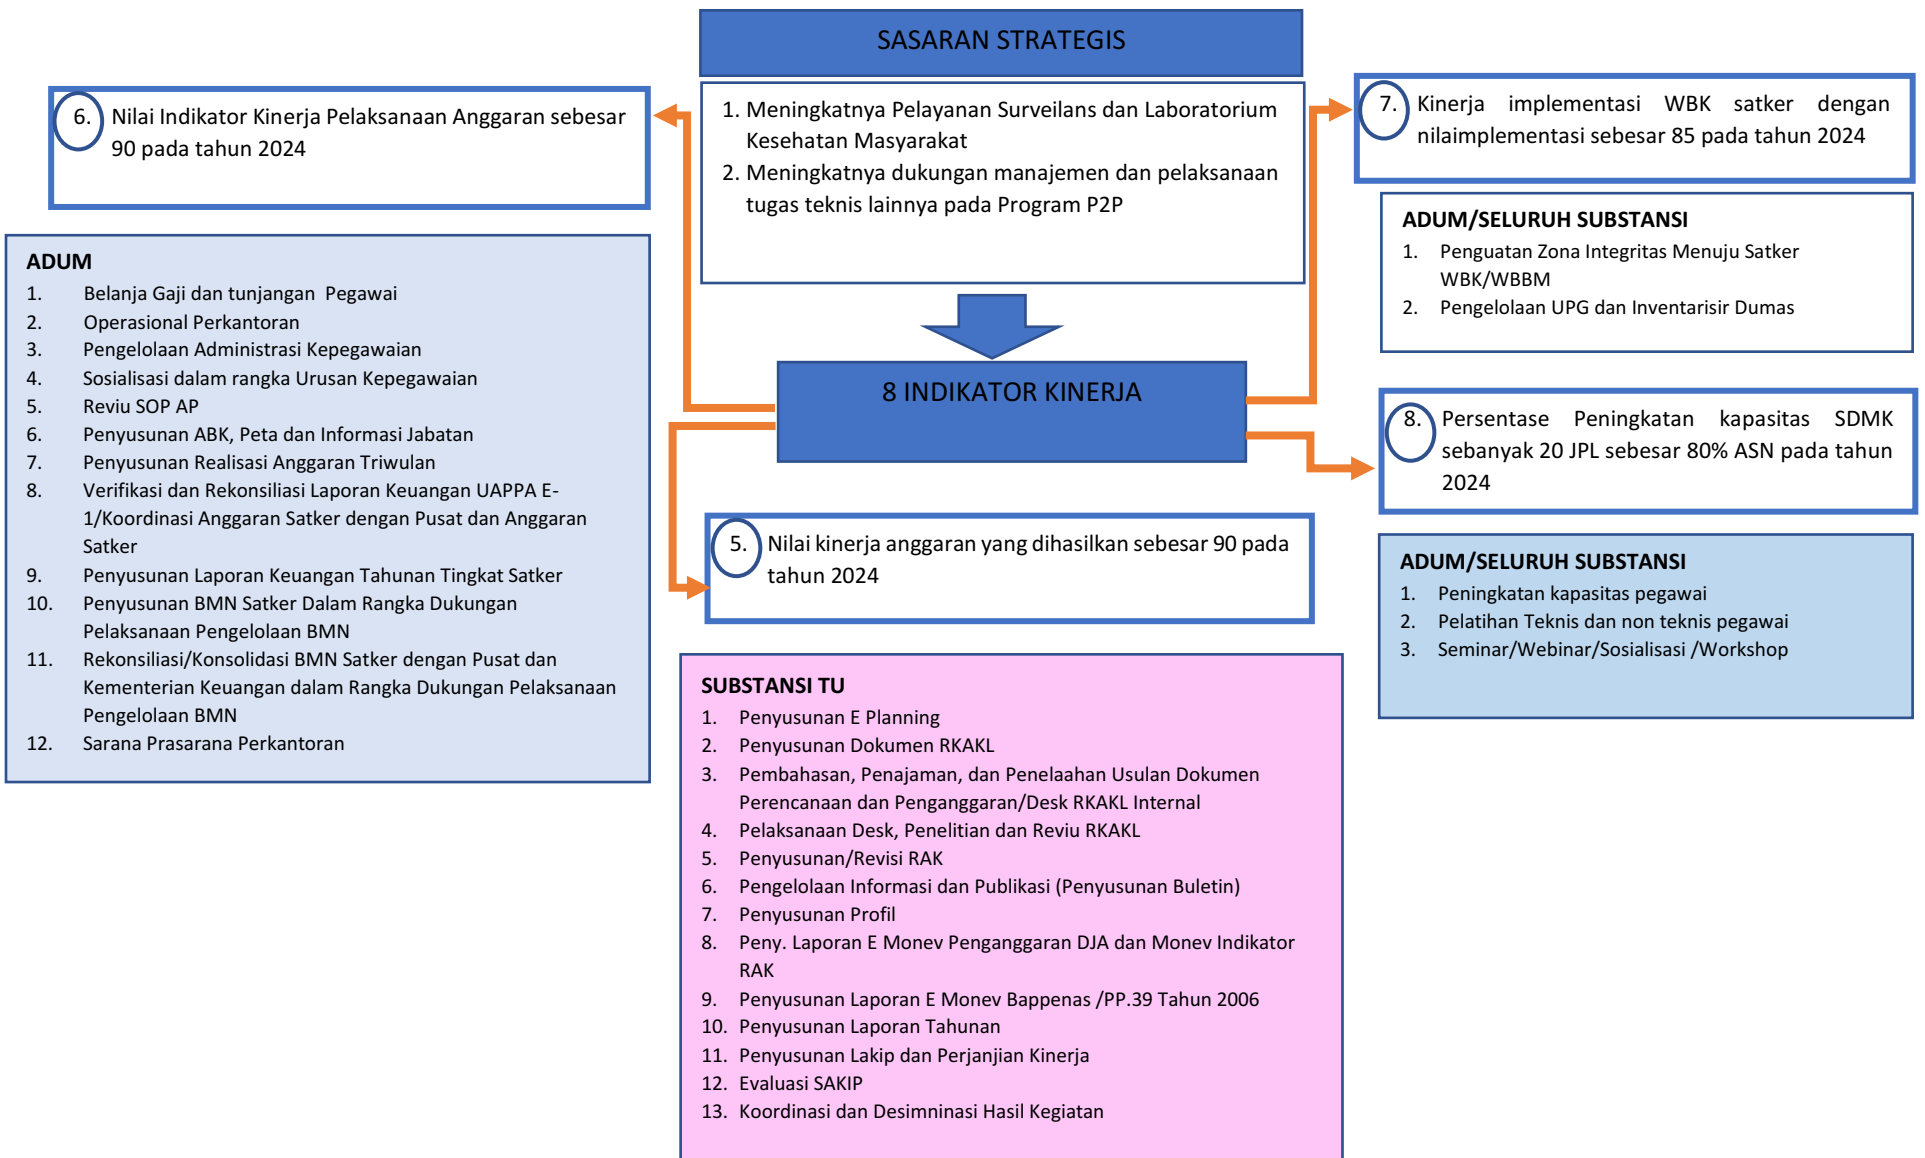 SASARAN STRATEGIS
1. Meningkatnya Pelayanan Surveilans dan Laboratorium
Kesehatan Masyarakat
2. Meningkatnya dukungan manajemen dan pelaksanaan
tugas teknis lainnya pada Program P2P
8 INDIKATOR KINERJA
6. Nilai Indikator Kinerja Pelaksanaan Anggaran sebesar
90 pada tahun 2024
ADUM
1. Belanja Gaji dan tunjangan Pegawai
2. Operasional Perkantoran
3. Pengelolaan Administrasi Kepegawaian
4. Sosialisasi dalam rangka Urusan Kepegawaian
5. Reviu SOP AP
6. Penyusunan ABK, Peta dan Informasi Jabatan
7. Penyusunan Realisasi Anggaran Triwulan
8. Verifikasi dan Rekonsiliasi Laporan Keuangan UAPPA E-
1/Koordinasi Anggaran Satker dengan Pusat dan Anggaran
Satker
9. Penyusunan Laporan Keuangan Tahunan Tingkat Satker
10. Penyusunan BMN Satker Dalam Rangka Dukungan
Pelaksanaan Pengelolaan BMN
11. Rekonsiliasi/Konsolidasi BMN Satker dengan Pusat dan
Kementerian Keuangan dalam Rangka Dukungan Pelaksanaan
Pengelolaan BMN
12. Sarana Prasarana Perkantoran
5. Nilai kinerja anggaran yang dihasilkan sebesar 90 pada
tahun 2024
SUBSTANSI TU
1. Penyusunan E Planning
2. Penyusunan Dokumen RKAKL
3. Pembahasan, Penajaman, dan Penelaahan Usulan Dokumen
Perencanaan dan Penganggaran/Desk RKAKL Internal
4. Pelaksanaan Desk, Penelitian dan Reviu RKAKL
5. Penyusunan/Revisi RAK
6. Pengelolaan Informasi dan Publikasi (Penyusunan Buletin)
7. Penyusunan Profil
8. Peny. Laporan E Monev Penganggaran DJA dan Monev Indikator
RAK
9. Penyusunan Laporan E Monev Bappenas /PP.39 Tahun 2006
10. Penyusunan Laporan Tahunan
11. Penyusunan Lakip dan Perjanjian Kinerja
12. Evaluasi SAKIP
13. Koordinasi dan Desimninasi Hasil Kegiatan
7. Kinerja implementasi WBK satker dengan
nilaimplementasi sebesar 85 pada tahun 2024
ADUM/SELURUH SUBSTANSI
1. Penguatan Zona Integritas Menuju Satker
WBK/WBBM
2. Pengelolaan UPG dan Inventarisir Dumas
8. Persentase Peningkatan kapasitas SDMK
sebanyak 20 JPL sebesar 80% ASN pada tahun
2024
ADUM/SELURUH SUBSTANSI
1. Peningkatan kapasitas pegawai
2. Pelatihan Teknis dan non teknis pegawai
3. Seminar/Webinar/Sosialisasi /Workshop